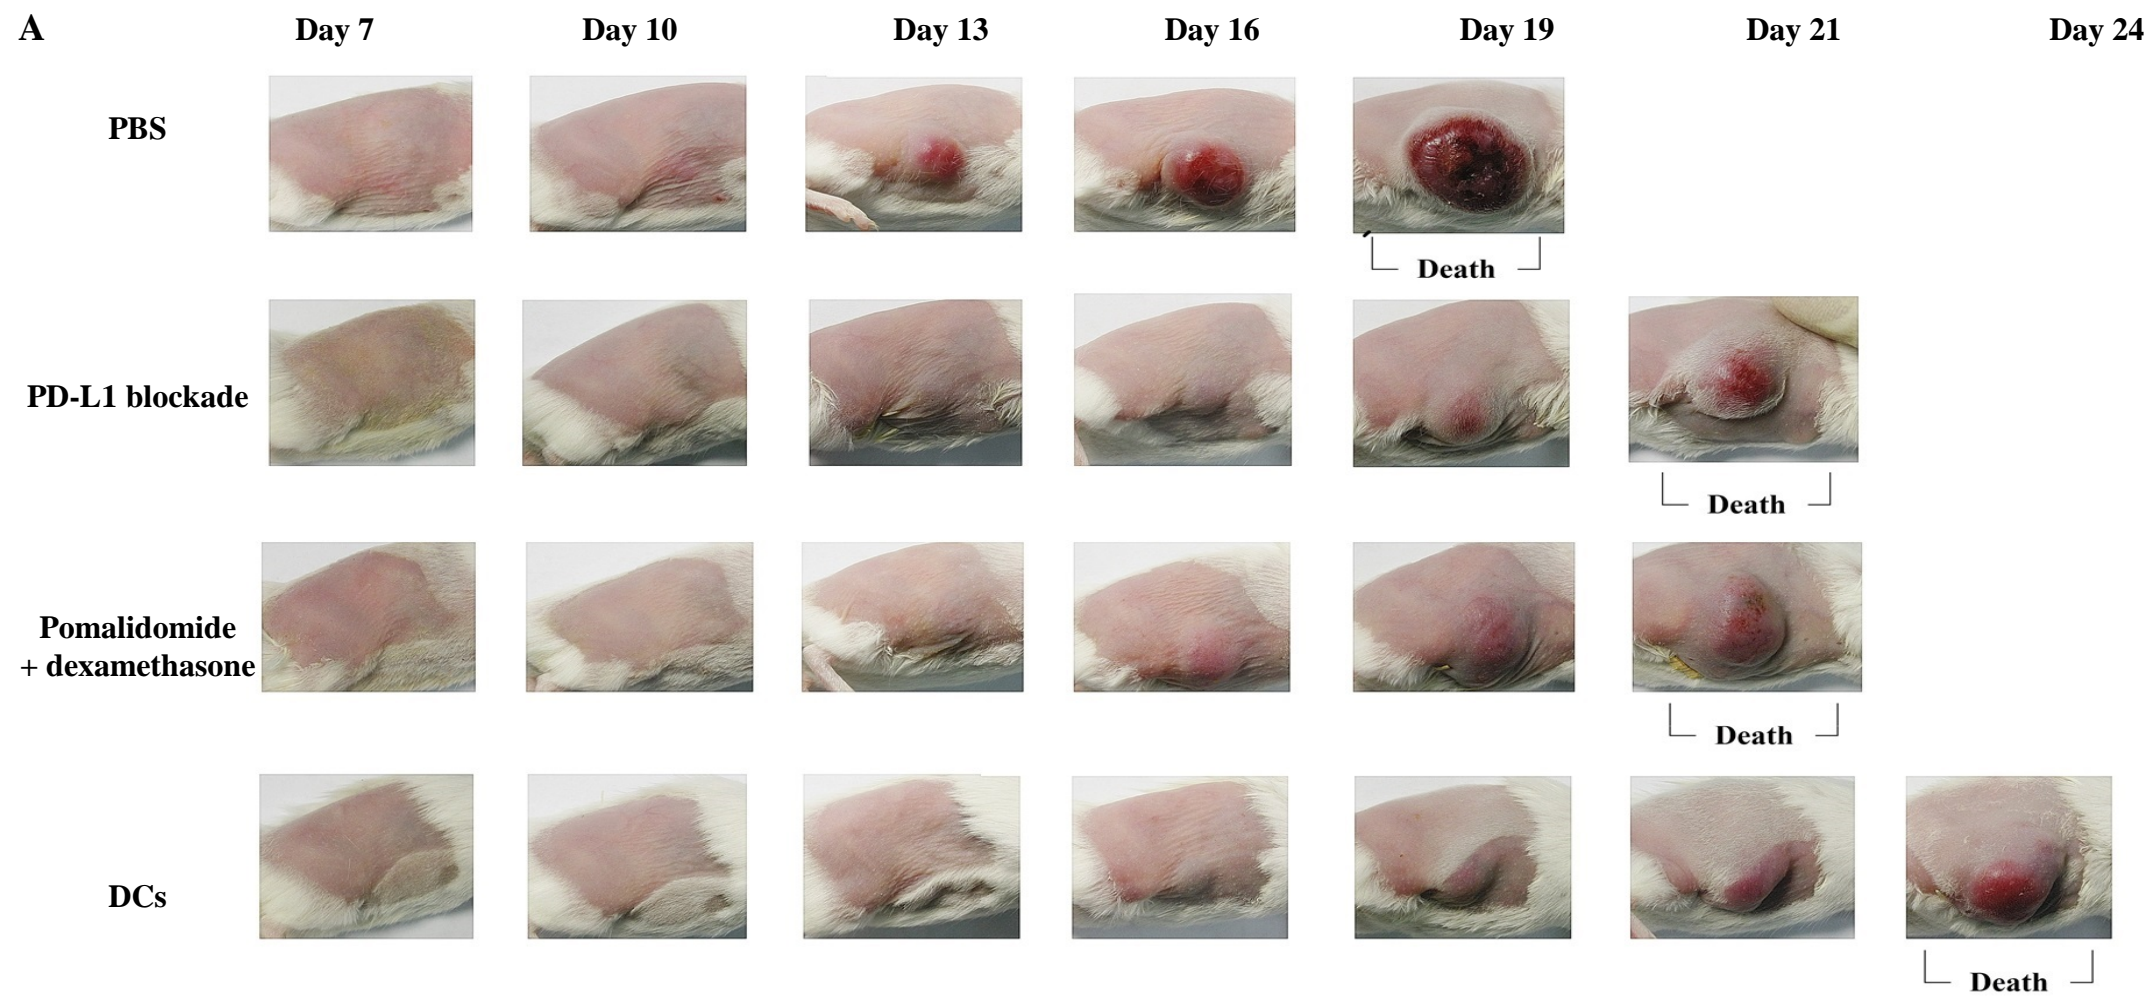 A Day 7 Day 10 Day 13 Day 16 Day 19 Day 21 Day 24
PBS
Death
PD-L1 blockade
Death
Pomalidomide
+ dexamethasone
Death
DCs
Death